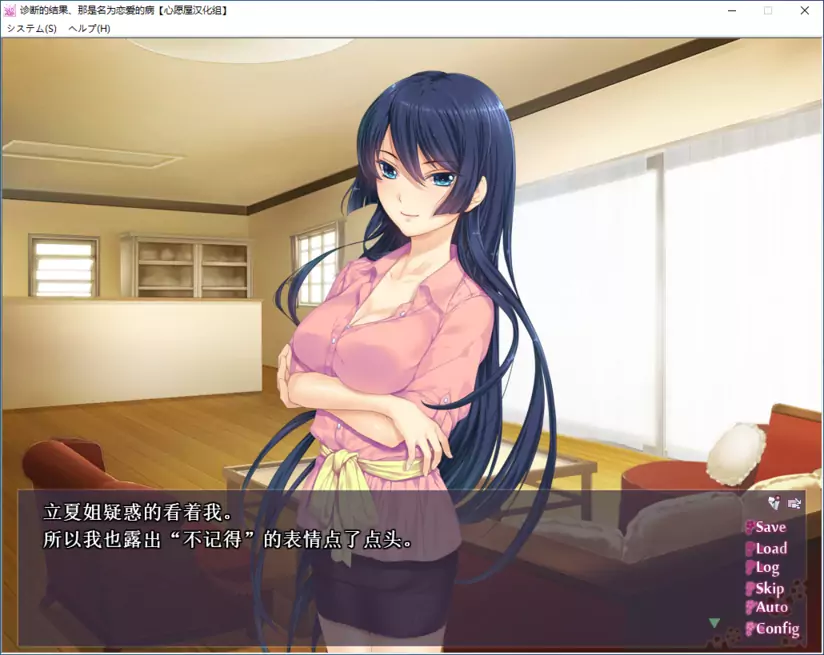 诊断的结果、那是名为恋爱的病【心愿屋汉化组】
システム(S) ヘルプ(H)
立夏姐疑惑的看着我。
所以我也露出“不记得”的表情点了点头。
Save
Load
Log
Skip
Auto
Config